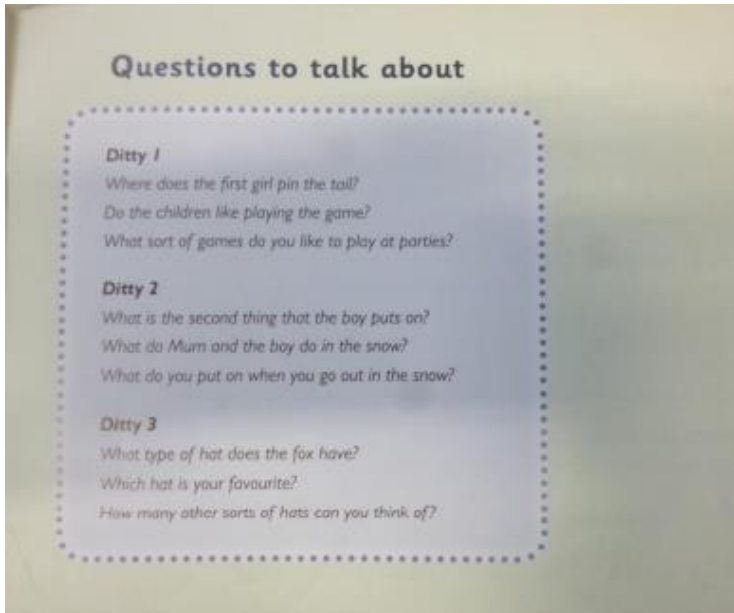 Questions to talk about
Ditty 1
Where does the first girl pin the tail?
Do the children like playing the game?
What sort of games do you like to play at parties?
Ditty 2
What is the second thing that the boy puts on?
What do Mum and the boy do in the snow?
What do you put on when you go out in the snow?
Ditty 3
What type of hat does the fox have?
Which hat is your favourite?
How many other sorts of hats can you think of?